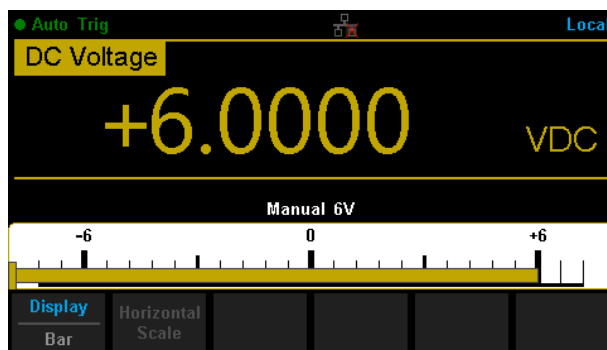 Auto Trig Loca
DC Voltage
+6.0000 VDC
Manual 6V
-6 0 +6
Display Horizontal
Bar Scale